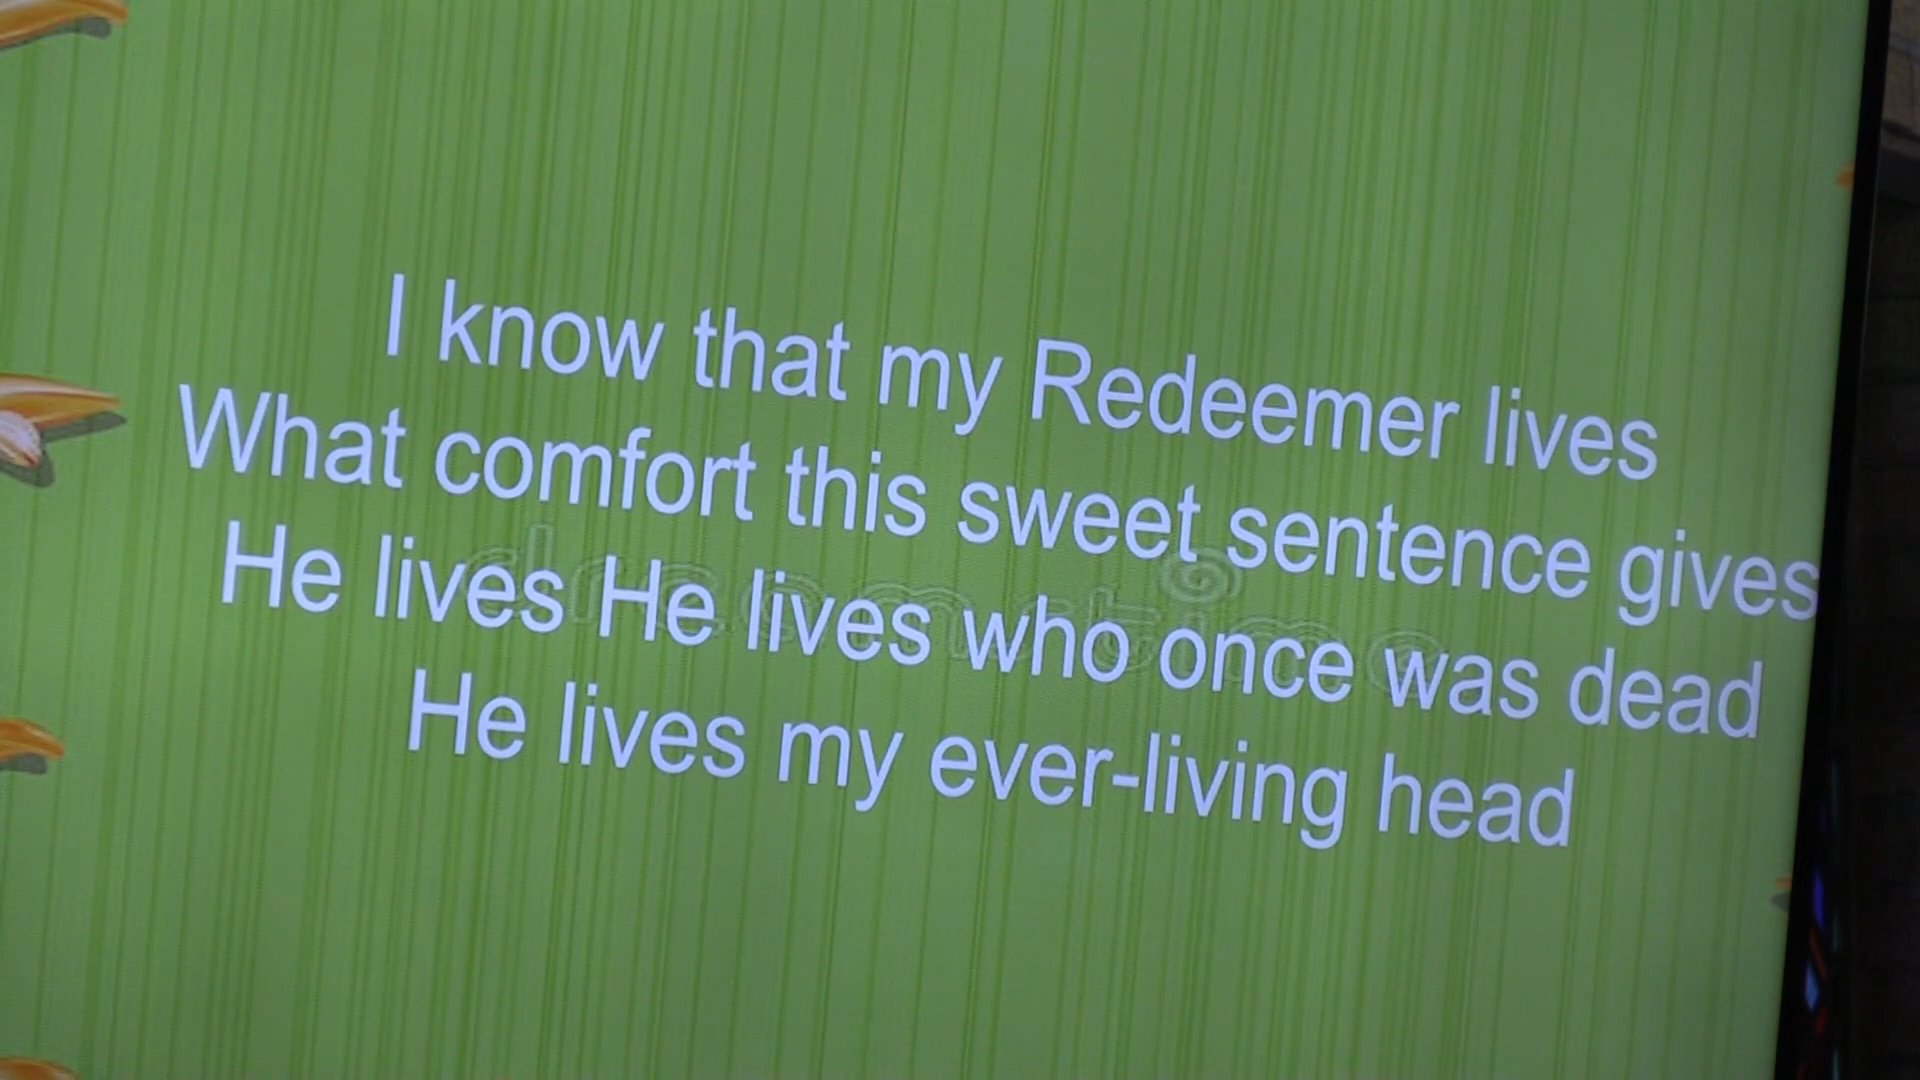 I know that my Redeemer lives
What comfort this sweet sentence gives
He lives He lives who once was dead
He lives my ever-living head
dreamstime